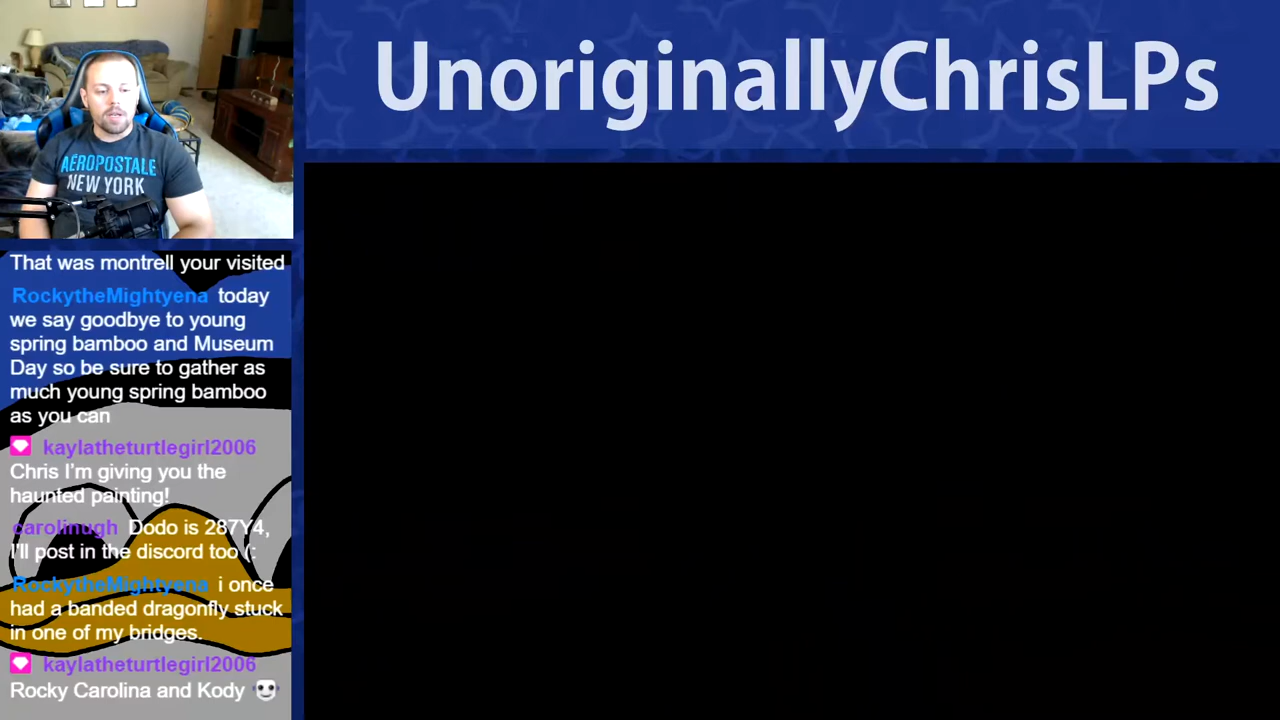 UnoriginallyChrisLPs
AÉROPOSTALE
NEW YORK
That was montrell your visited
RockytheMightyena today
we say goodbye to young
spring bamboo and Museum
Day so be sure to gather as
much young spring bamboo
as you can
kaylatheturtlegirl2006
Chris I'm giving you the
haunted painting!
carolinugh Dodo is 287Y4,
I'll post in the discord too (:
RockytheMightyena i once
had a banded dragonfly stuck
in one of my bridges.
kaylatheturtlegirl2006
Rocky Carolina and Kody